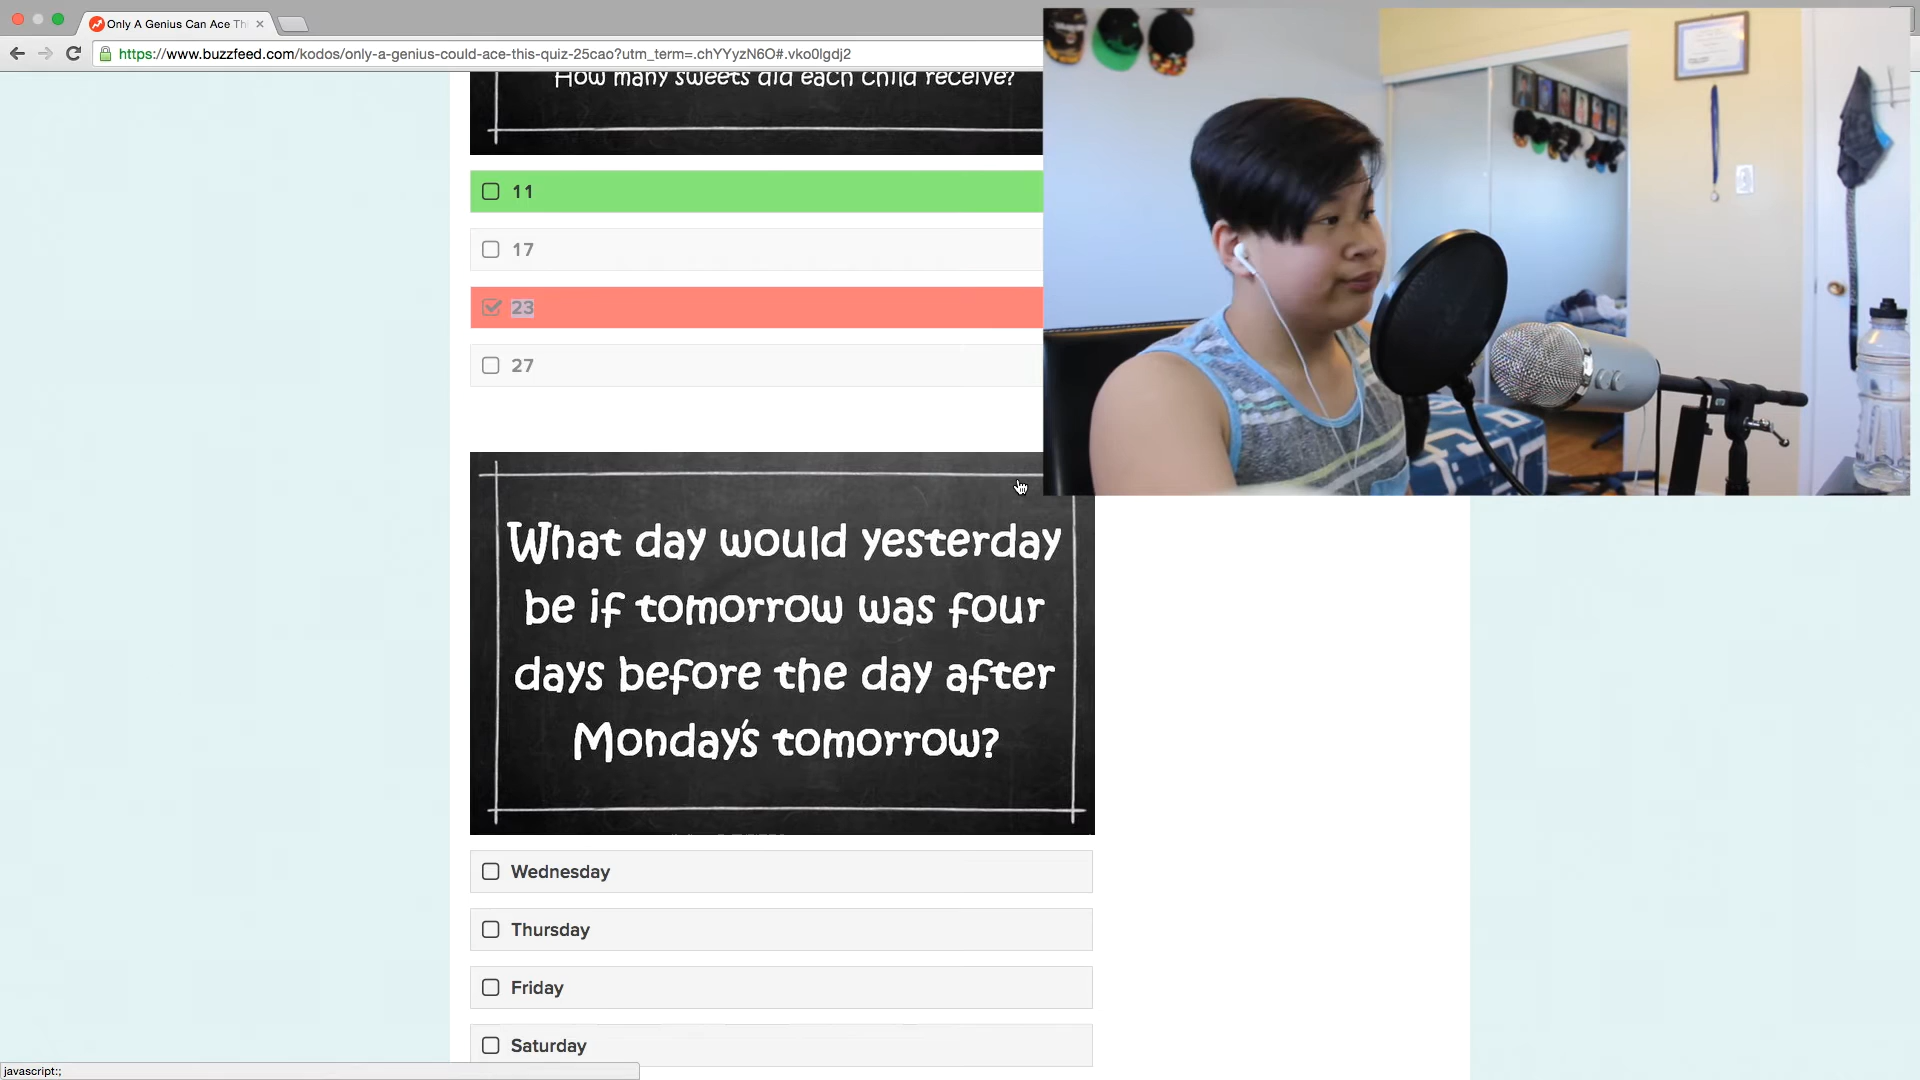 Only A Genius Can Ace Thi
https://www.buzzfeed.com/kodos/only-a-genius-could-ace-this-quiz-25cao?utm_term=.chYYyzN6O#.vko0lgdj2
How many sweets did each child receive?
11
17
23
27
What day would yesterday
be if tomorrow was four
days before the day after
Monday's tomorrow?
Wednesday
Thursday
Friday
Saturday
javascript:;